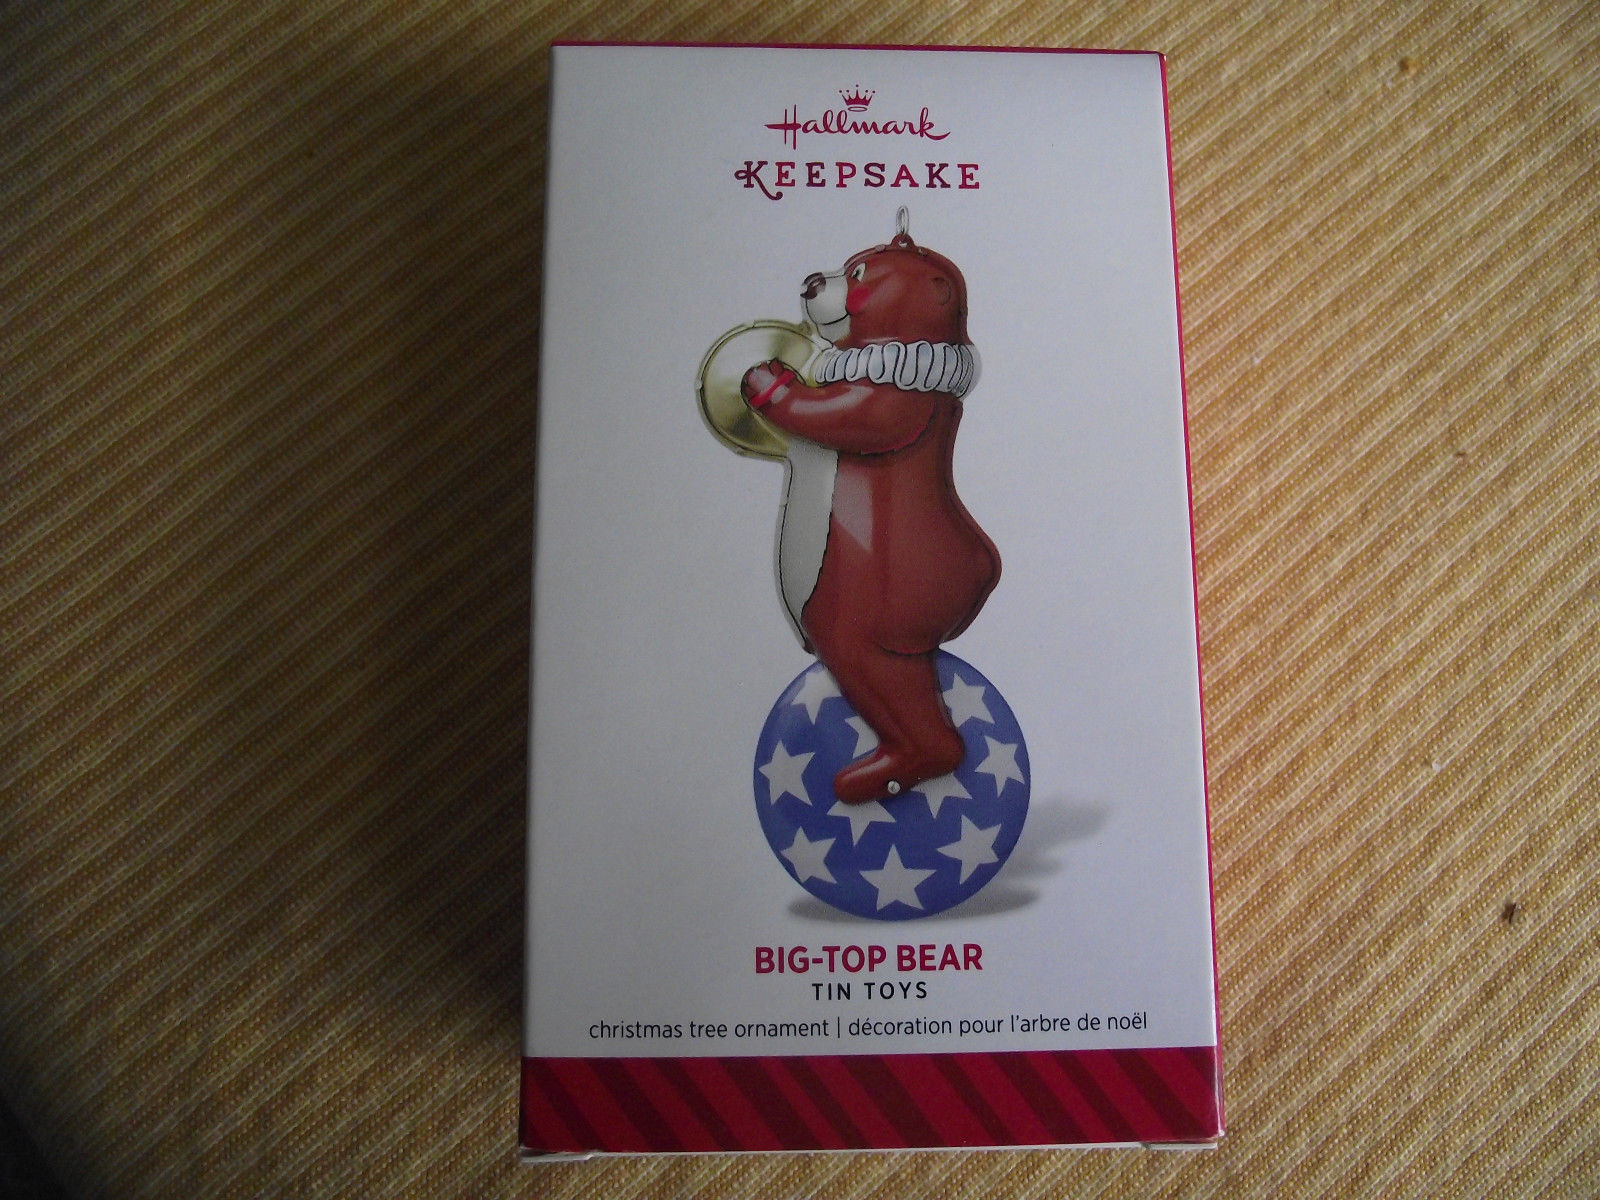 Hallmark
KEEPSAKE
BIG-TOP BEAR
TIN TOYS
christmas tree ornament | décoration pour l'arbre de noël